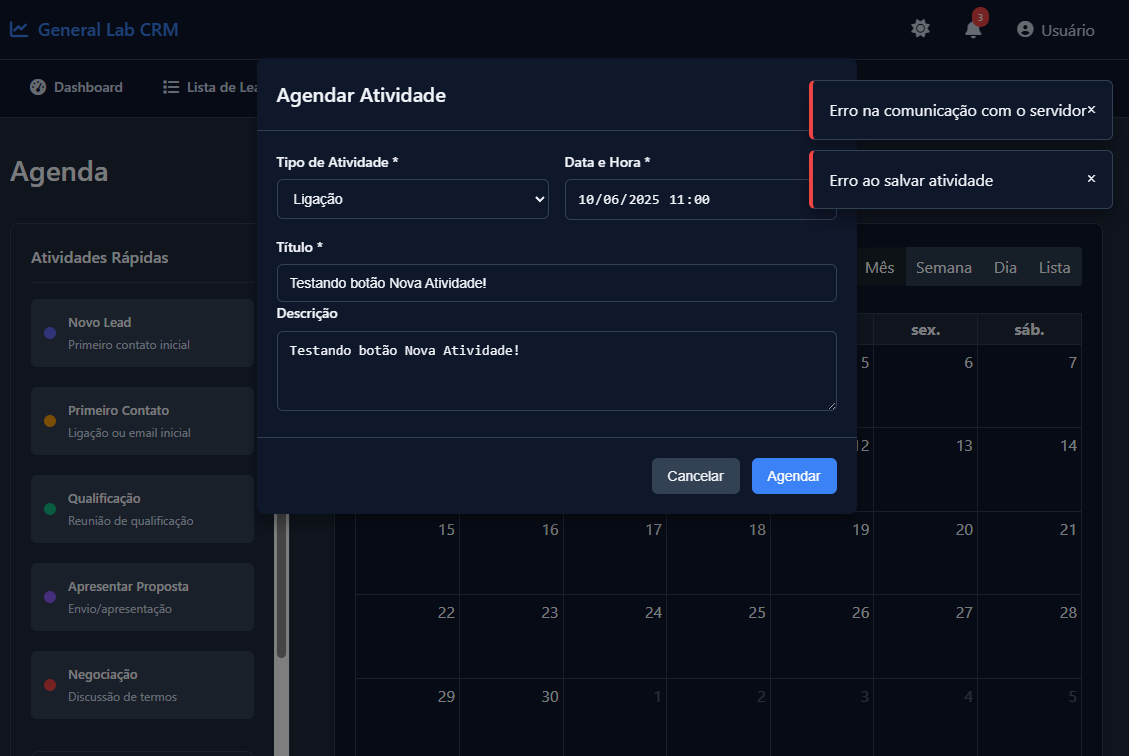 General Lab CRM
3
Usuário
Dashboard
Lista de Lea
Agendar Atividade
Erro na comunicação com o servidor×
Erro ao salvar atividade ×
Agenda
Tipo de Atividade *
Data e Hora *
Ligação
10/06/2025 11:00
Título *
Testando botão Nova Atividade!
Descrição
Testando botão Nova Atividade!
Cancelar
Agendar
Atividades Rápidas
Novo Lead
Primeiro contato inicial
Primeiro Contato
Ligação ou email inicial
Qualificação
Reunião de qualificação
Apresentar Proposta
Envio/apresentação
Negociação
Discussão de termos
Mês Semana Dia Lista
sex. sáb.
5 6 7
12 13 14
15 16 17 18 19 20 21
22 23 24 25 26 27 28
29 30 1 2 3 4 5